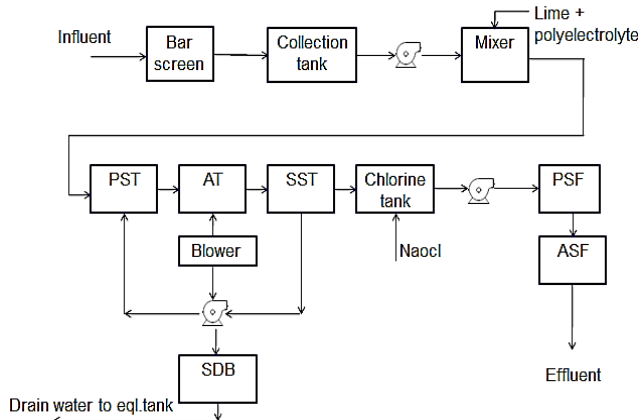 Influent
Bar
screen
Collection
tank
Mixer
Lime +
polyelectrolyte
PST
AT
SST
Chlorine
tank
PSF
Blower
Naocl
ASF
SDB
Effluent
Drain water to eql.tank